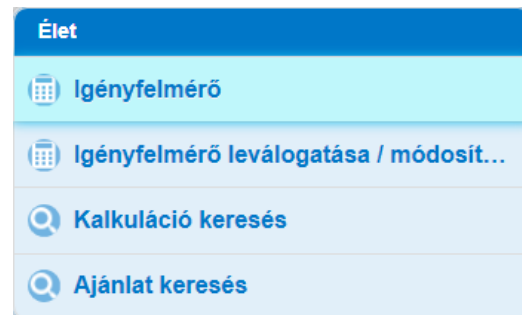 Élet
Igényfelmérő
Igényfelmérő leválogatása / módosít...
Kalkuláció keresés
Ajánlat keresés